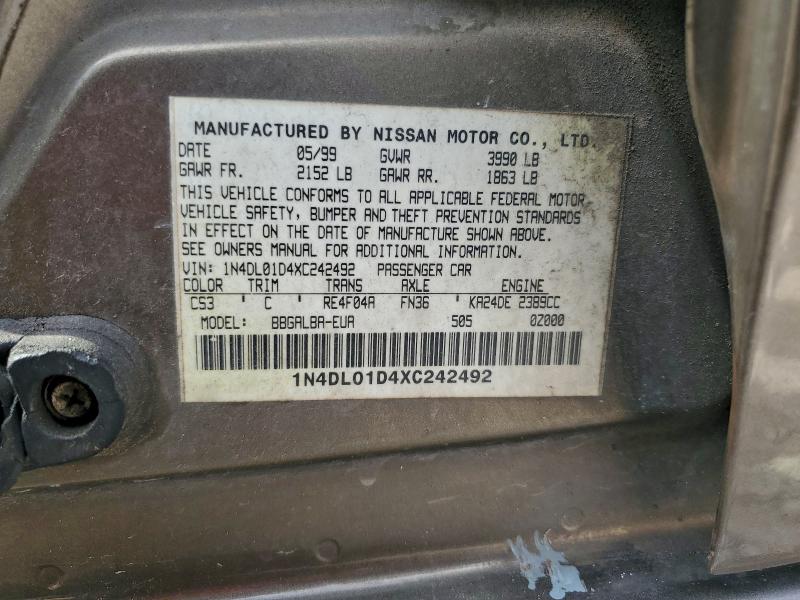 MANUFACTURED BY NISSAN MOTOR CO., LTD.
DATE 05/99 GVWR 3990 LB
GAWR FR. 2152 LB GAWR RR. 1863 LB
THIS VEHICLE CONFORMS TO ALL APPLICABLE FEDERAL MOTOR
VEHICLE SAFETY, BUMPER AND THEFT PREVENTION STANDARDS
IN EFFECT ON THE DATE OF MANUFACTURE SHOWN ABOVE.
SEE OWNERS MANUAL FOR ADDITIONAL INFORMATION.
VIN: 1N4DL01D4XC242492 PASSENGER CAR
COLOR TRIM TRANS AXLE ENGINE
CS3 ' C ' RE4F04A FN36 ' KA24DE 2389CC
MODEL: BBGALBA-EUA 505 0Z000
1N4DL01D4XC242492